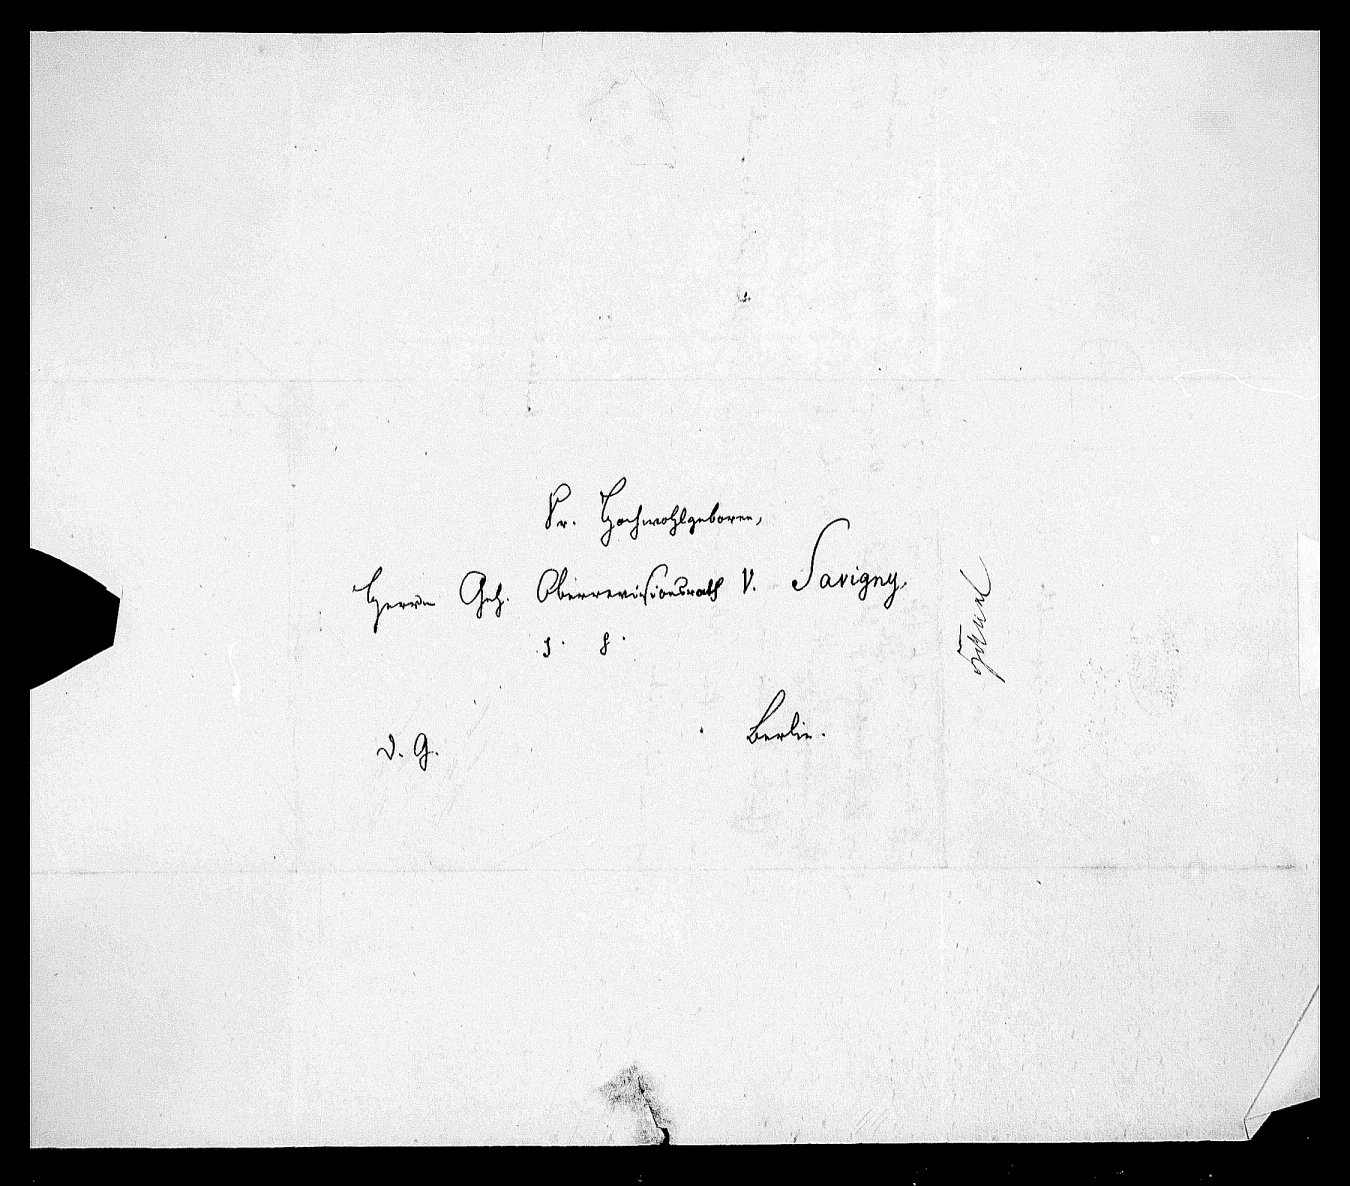 Sr. Hochwohlgeboren,
Herrn Geh. Oberrevisionsrath v. Savigny.
d. G.
Berlin.